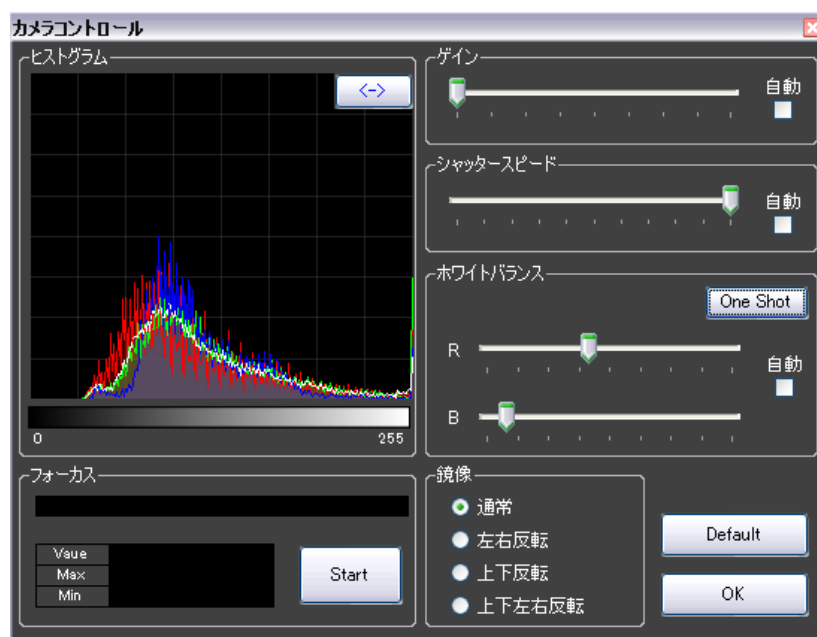 カメラコントロール
ヒストグラム
<->
0
255
ゲイン
自動
シャッタースピード
自動
ホワイトバランス
One Shot
R
自動
B
フォーカス
Vaue
Max
Min
Start
鏡像
通常
左右反転
上下反転
上下左右反転
Default
OK